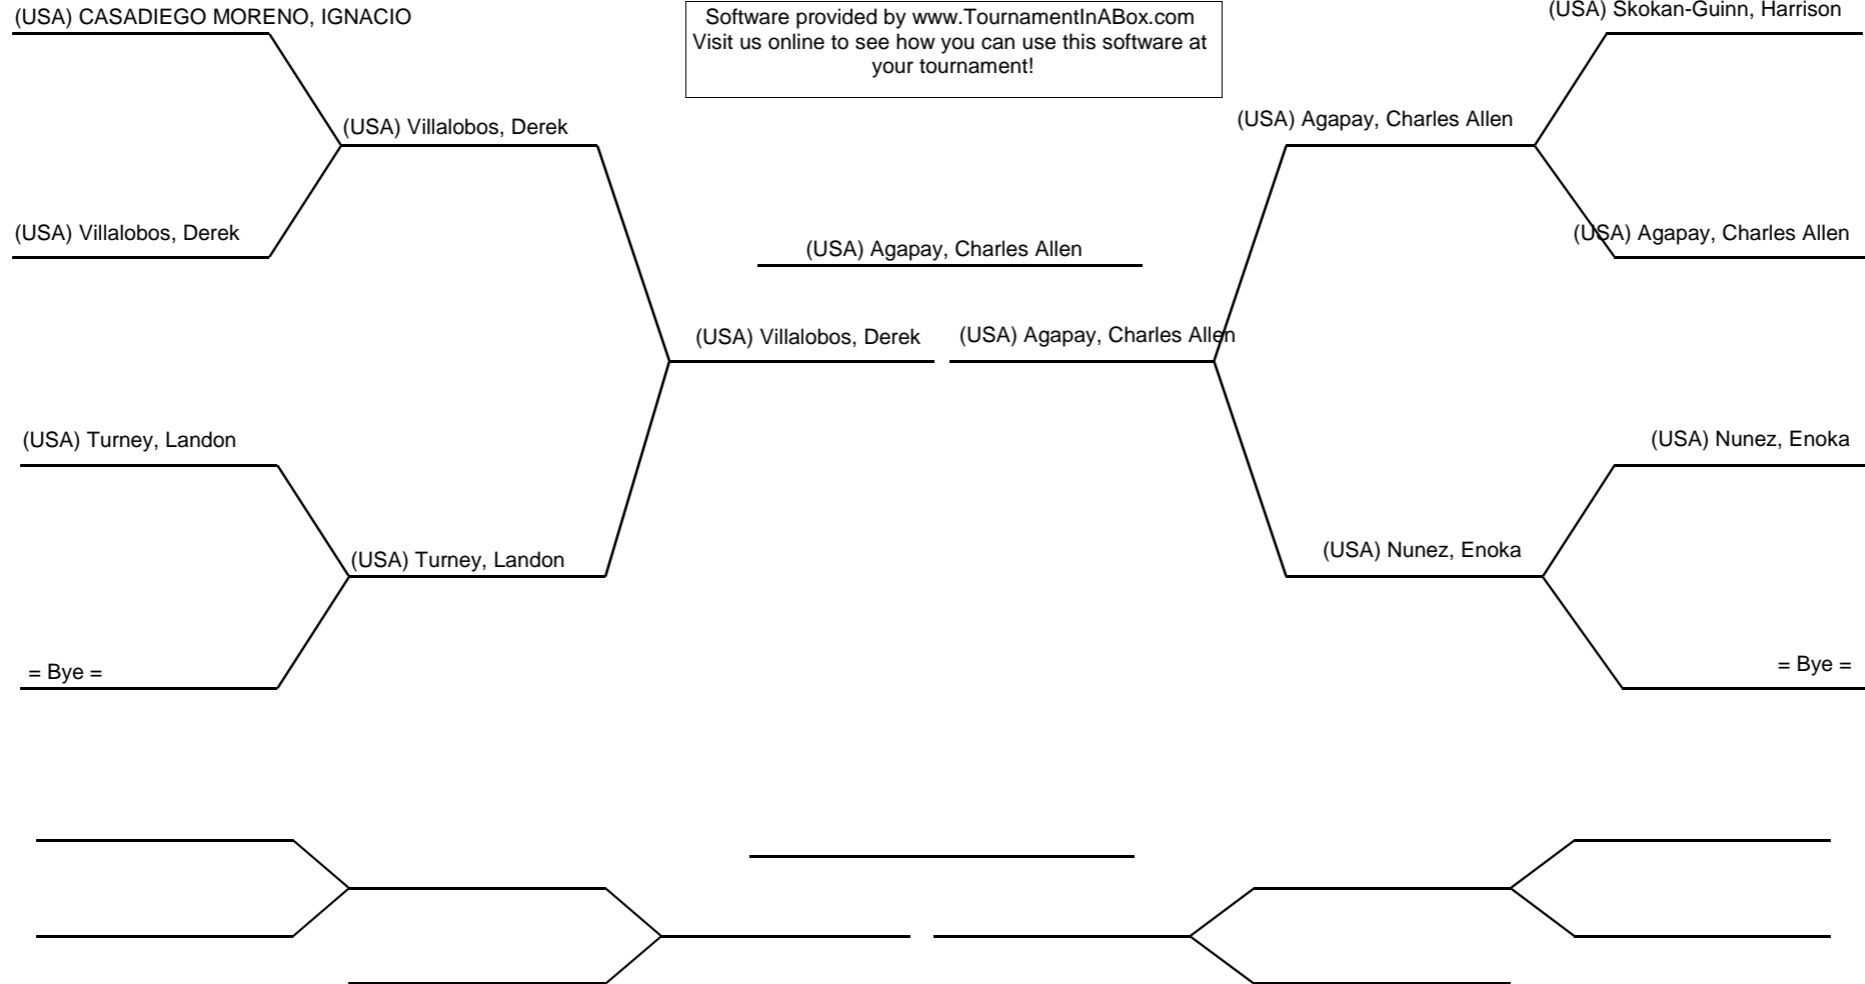 (USA) CASADIEGO MORENO, IGNACIO
Software provided by www.TournamentInABox.com
Visit us online to see how you can use this software at
your tournament!
(USA) Skokan-Guinn, Harrison
(USA) Villalobos, Derek
(USA) Agapay, Charles Allen
(USA) Villalobos, Derek
(USA) Agapay, Charles Allen
(USA) Agapay, Charles Allen
(USA) Villalobos, Derek
(USA) Agapay, Charles Allen
(USA) Turney, Landon
(USA) Nunez, Enoka
(USA) Turney, Landon
(USA) Nunez, Enoka
= Bye =
= Bye =